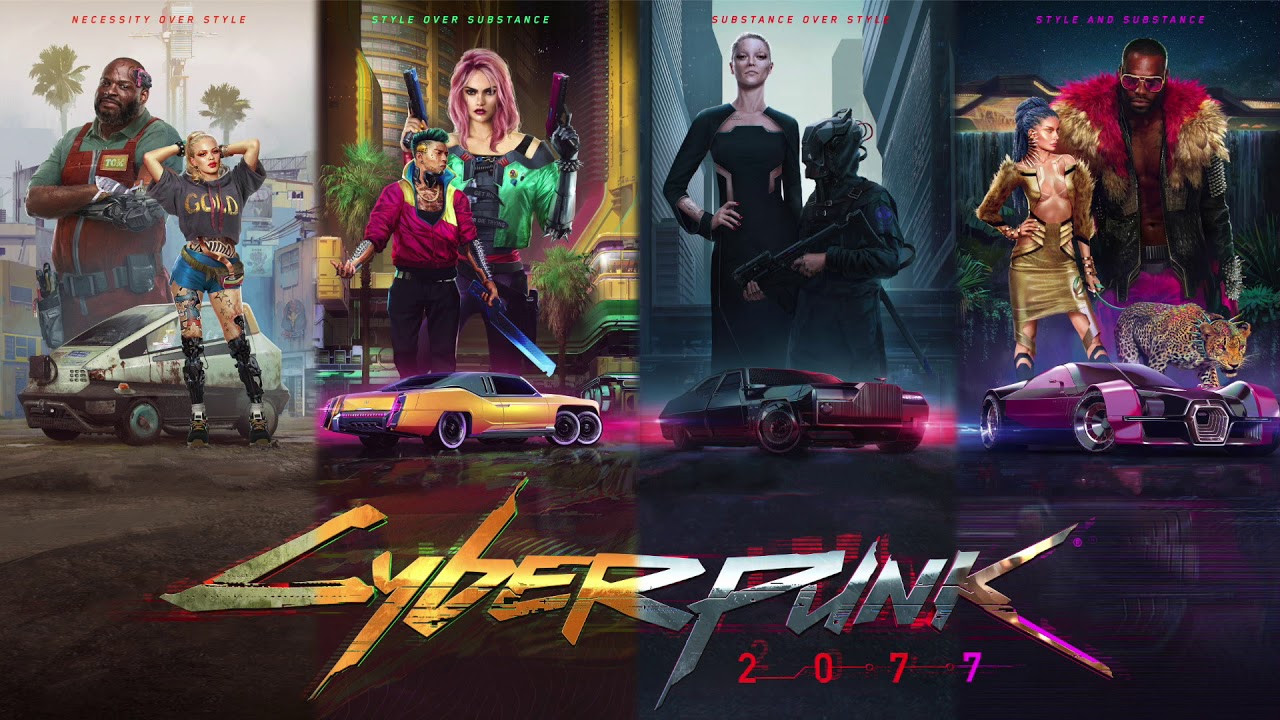 NECESSITY OVER STYLE
STYLE OVER SUBSTANCE
SUBSTANCE OVER STYLE
STYLE AND SUBSTANCE
GOLD
CYBERPUNK
®
2077